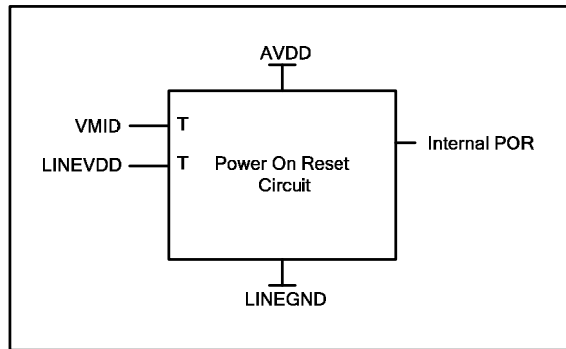 AVDD
VMID
T
LINEVDD
T
Power On Reset
Circuit
Internal POR
LINEGND